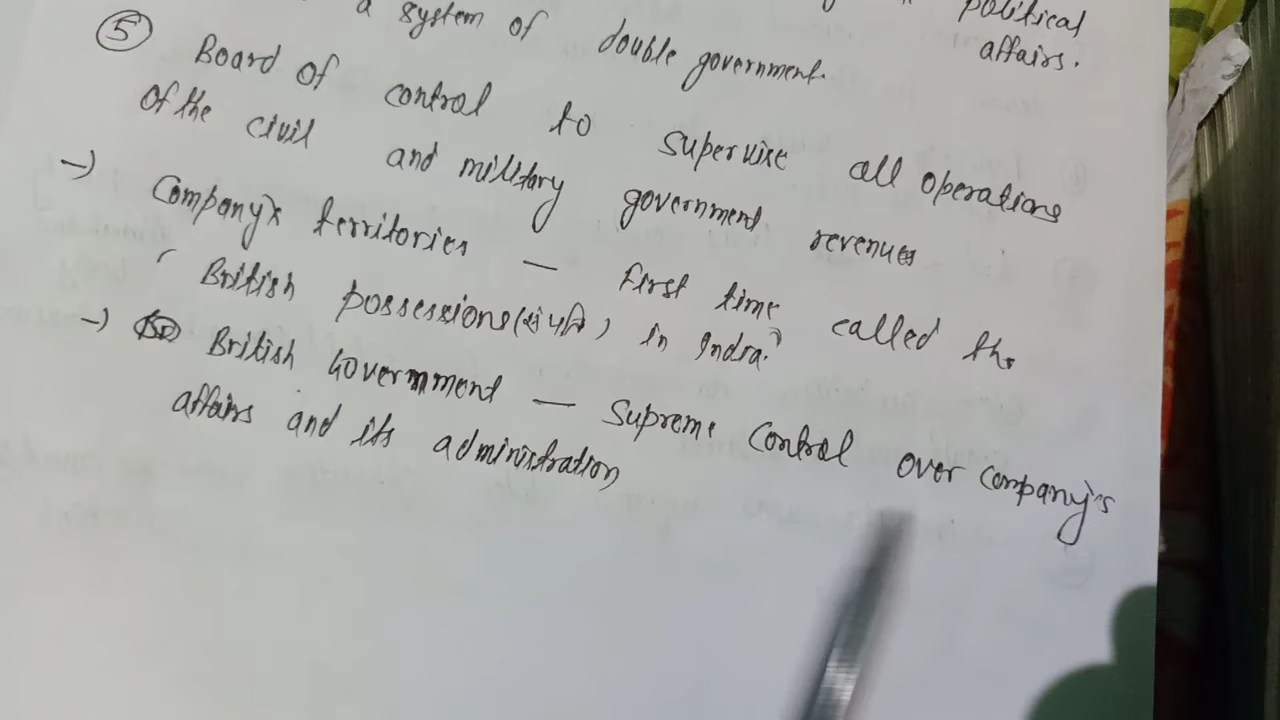 political
a system of double government. affairs.
⑤ Board of control to supervise all operations
of the civil and military government revenues
→ Company's territories — First time called the
"British possessions (संपत्ति) in India."
→ British Government — Supreme Control over Company's
affairs and its administration